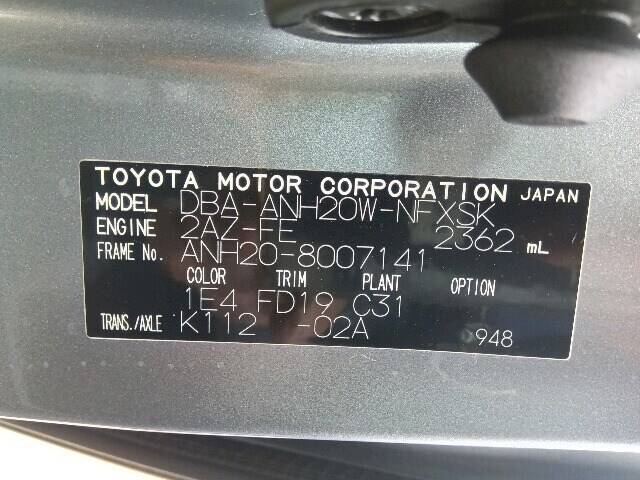 TOYOTA MOTOR CORPORATION JAPAN
MODEL DBA-ANH20W-NFXSK
ENGINE 2AZ-FE 2362 mL
FRAME No. ANH20-8007141
COLOR TRIM PLANT OPTION
1E4 FD19 C31
TRANS./AXLE K112 -02A 948